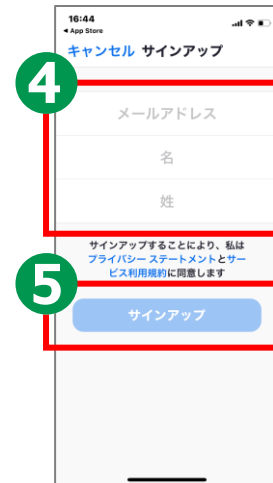 16:44
◀ App Store
キャンセル サインアップ
4
メールアドレス
名
姓
サインアップすることにより、私は
プライバシー ステートメントとサー
ビス利用規約に同意します
5
サインアップ